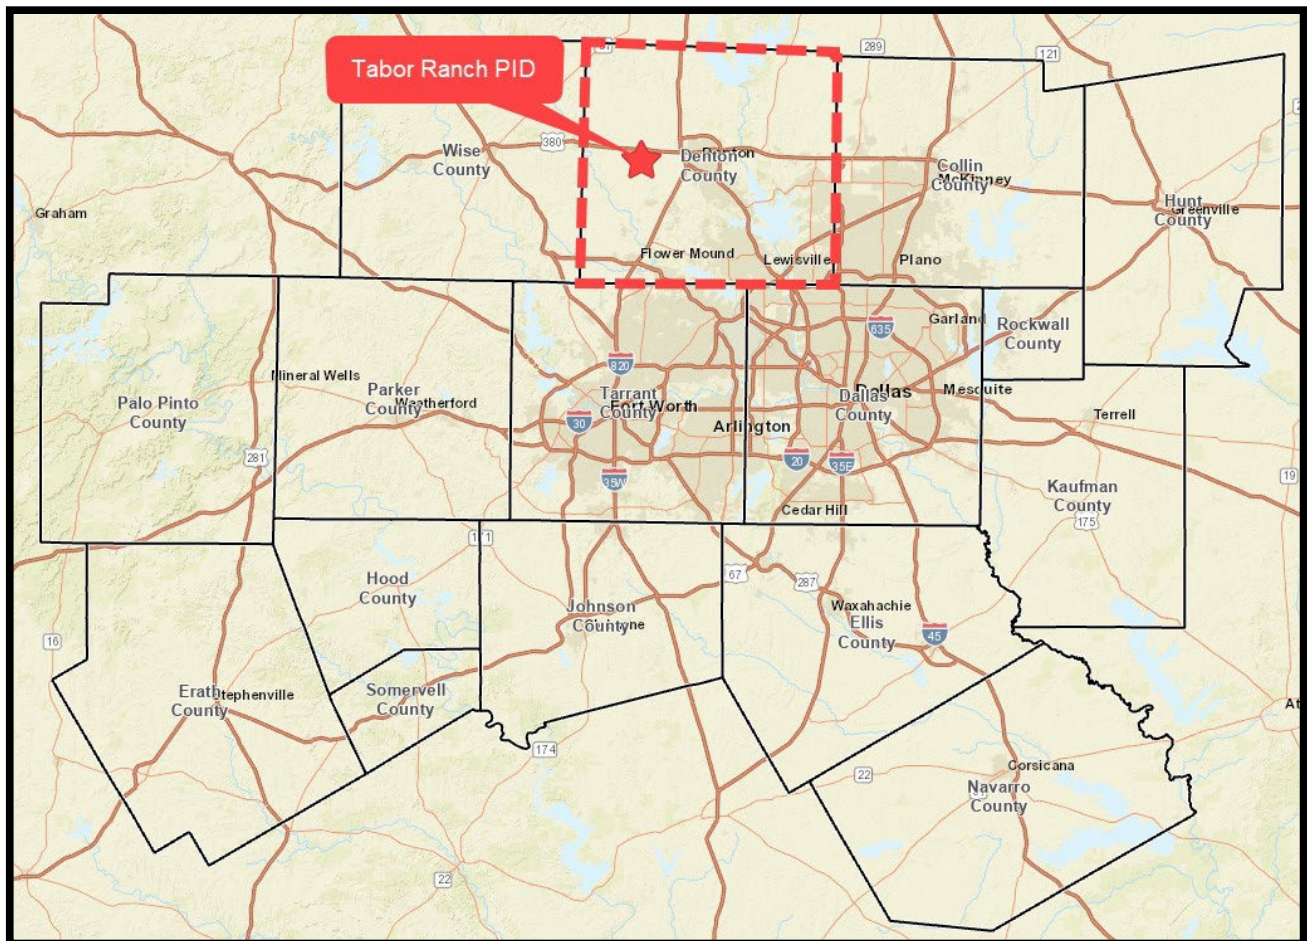 289
121
Tabor Ranch PID
380
Wise
County
Denton
Denton
County
Collin
County
McKinney
Graham
Hunt
County
Greenville
Flower Mound
Lewisville
Plano
635
Garland
Rockwall
County
820
Mineral Wells
Parker
County
Weatherford
Palo Pinto
County
Tarrant
County
Fort Worth
Dallas
Dallas
County
Mesquite
30
Arlington
Terrell
281
20
35E
35W
19
Kaufman
County
175
Cedar Hill
171
67
287
Hood
County
Johnson
County
Waxahachie
Ellis
County
45
16
Erath
County
Stephenville
Somervell
County
174
22
Corsicana
Navarro
County
22